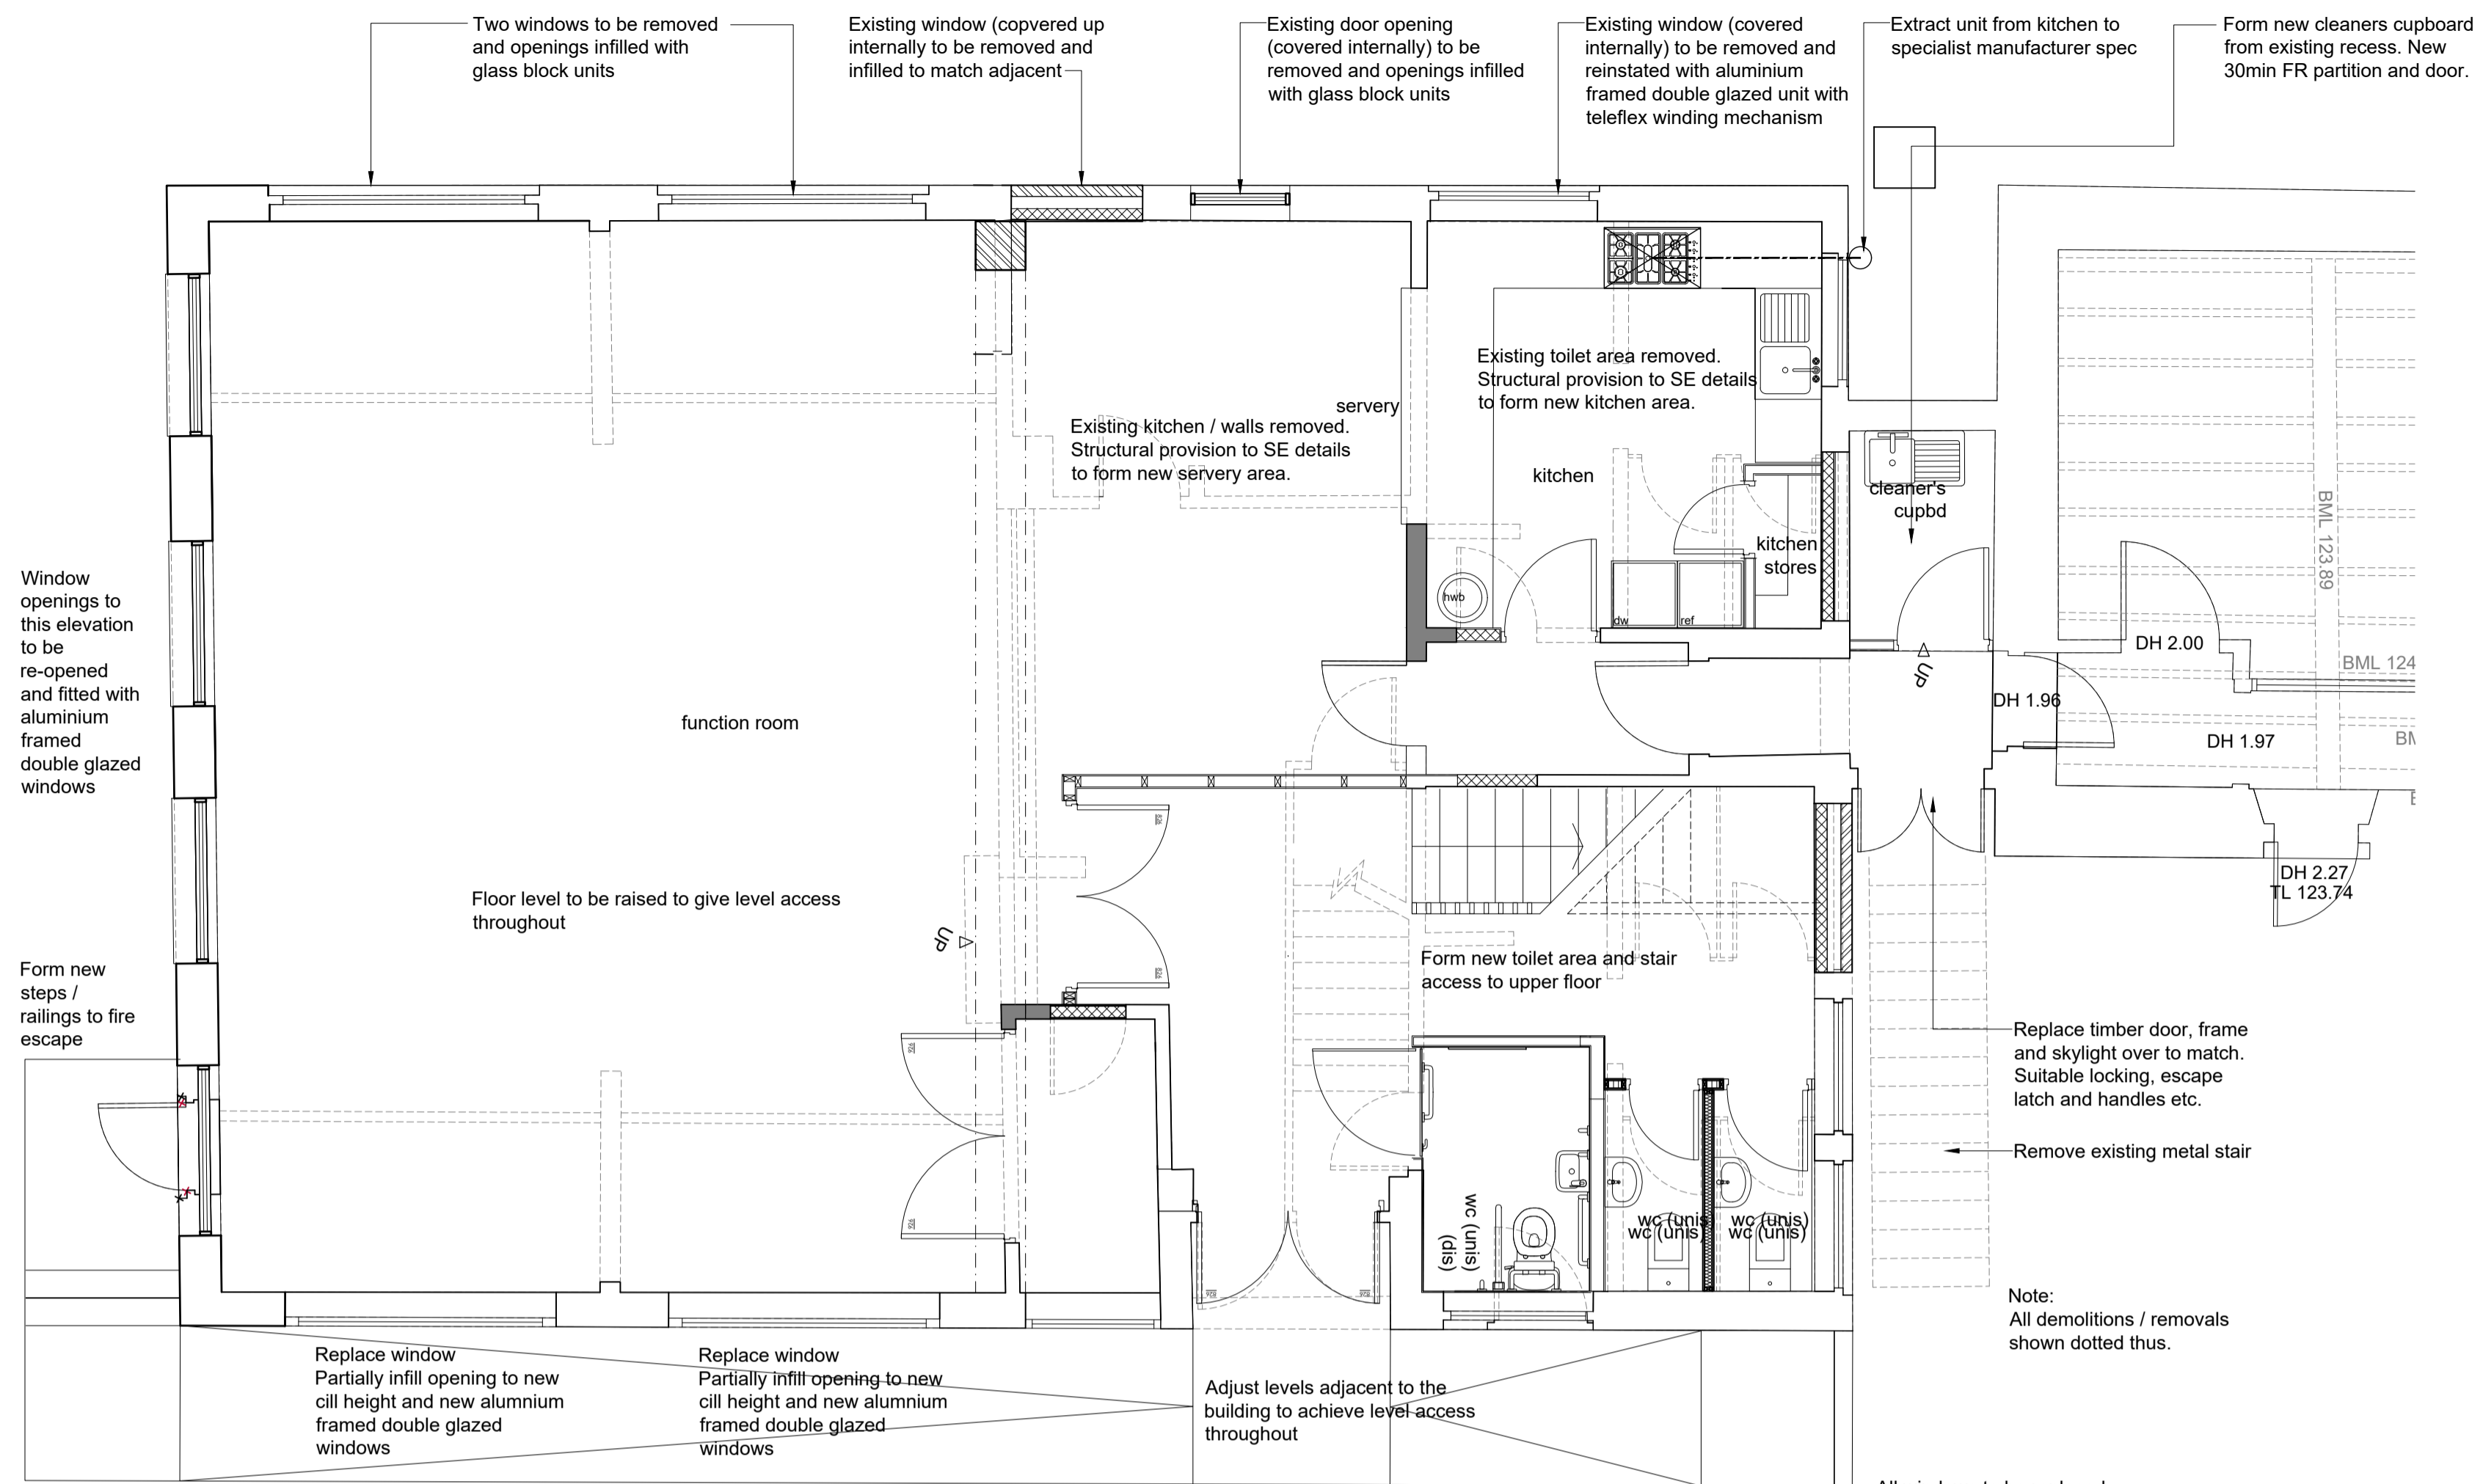 Two windows to be removed
and openings infilled with
glass block units
Existing window (copvered up
internally to be removed and
infilled to match adjacent
Existing door opening
(covered internally) to be
removed and openings infilled
with glass block units
Existing window (covered
internally) to be removed and
reinstated with aluminium
framed double glazed unit with
teleflex winding mechanism
Extract unit from kitchen to
specialist manufacturer spec
Form new cleaners cupboard
from existing recess. New
30min FR partition and door.
Existing toilet area removed.
Structural provision to SE details
to form new kitchen area.
servery
Existing kitchen / walls removed.
Structural provision to SE details
to form new servery area.
kitchen
cleaner's
cupbd
kitchen
stores
hwb
dw
ref
BML 123.89
DH 2.00
BML 124
DH 1.96
DH 1.97
UP
Window
openings to
this elevation
to be
re-opened
and fitted with
aluminium
framed
double glazed
windows
function room
826
826
DH 2.27
TL 123.74
Floor level to be raised to give level access
throughout
UP
Form new toilet area and stair
access to upper floor
Form new
steps /
railings to fire
escape
926
926
Replace timber door, frame
and skylight over to match.
Suitable locking, escape
latch and handles etc.
Remove existing metal stair
wc (unis)
(dis)
wc (unis)
wc (unis)
wc (unis)
wc (unis)
Note:
All demolitions / removals
shown dotted thus.
Replace window
Partially infill opening to new
cill height and new alumnium
framed double glazed
windows
Replace window
Partially infill opening to new
cill height and new alumnium
framed double glazed
windows
Adjust levels adjacent to the
building to achieve level access
throughout